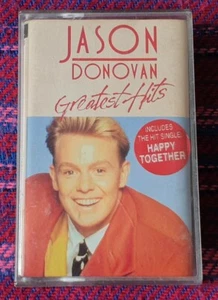 JASON
DONOVAN
Greatest Hits
INCLUDES
THE HIT SINGLE:
HAPPY
TOGETHER